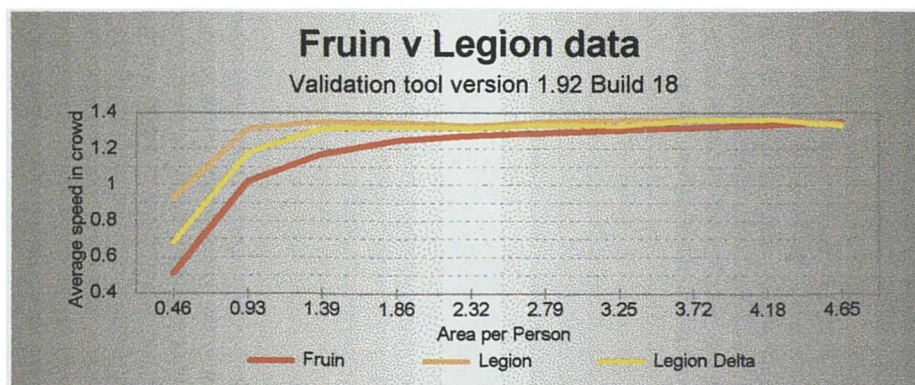 Fruin v Legion data
Validation tool version 1.92 Build 18
Average speed in crowd
1.4
1.2
1
0.8
0.6
0.4
0.46 0.93 1.39 1.86 2.32 2.79 3.25 3.72 4.18 4.65
Area per Person
Fruin Legion Legion Delta